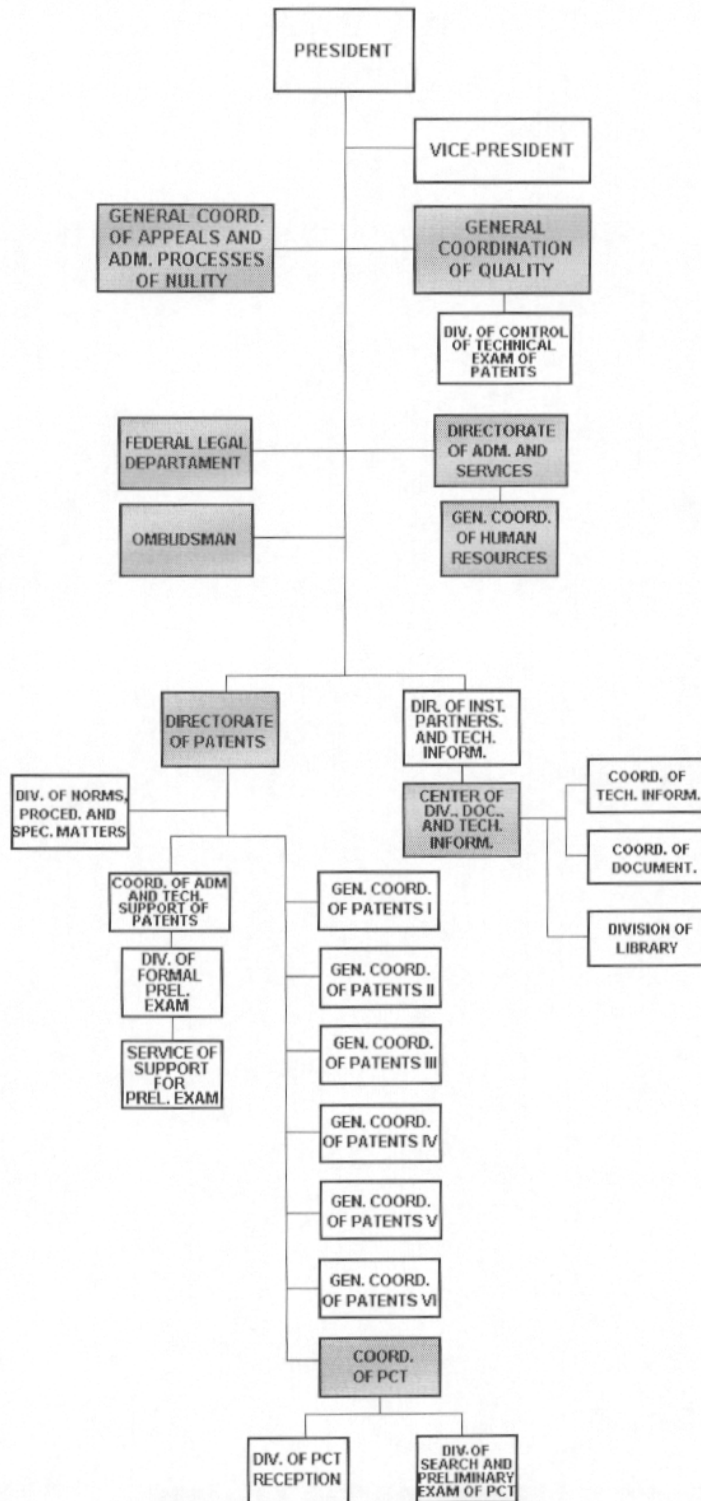 PRESIDENT
VICE-PRESIDENT
GENERAL COORD.
OF APPEALS AND
ADM. PROCESSES
OF NULITY
GENERAL
COORDINATION
OF QUALITY
DIV. OF CONTROL
OF TECHNICAL
EXAM OF
PATENTS
FEDERAL LEGAL
DEPARTAMENT
DIRECTORATE
OF ADM. AND
SERVICES
OMBUDSMAN
GEN. COORD.
OF HUMAN
RESOURCES
DIRECTORATE
OF PATENTS
DIR. OF INST.
PARTNERS.
AND TECH.
INFORM.
DIV. OF NORMS,
PROCED. AND
SPEC. MATTERS
CENTER OF
DIV., DOC.,
AND TECH.
INFORM.
COORD. OF
TECH. INFORM.
COORD. OF
DOCUMENT.
DIVISION OF
LIBRARY
COORD. OF ADM
AND TECH.
SUPPORT OF
PATENTS
DIV. OF
FORMAL
PREL.
EXAM
SERVICE OF
SUPPORT
FOR
PREL. EXAM
GEN. COORD.
OF PATENTS I
GEN. COORD.
OF PATENTS II
GEN. COORD.
OF PATENTS III
GEN. COORD.
OF PATENTS IV
GEN. COORD.
OF PATENTS V
GEN. COORD.
OF PATENTS VI
COORD.
OF PCT
DIV. OF PCT
RECEPTION
DIV. OF
SEARCH AND
PRELIMINARY
EXAM OF PCT